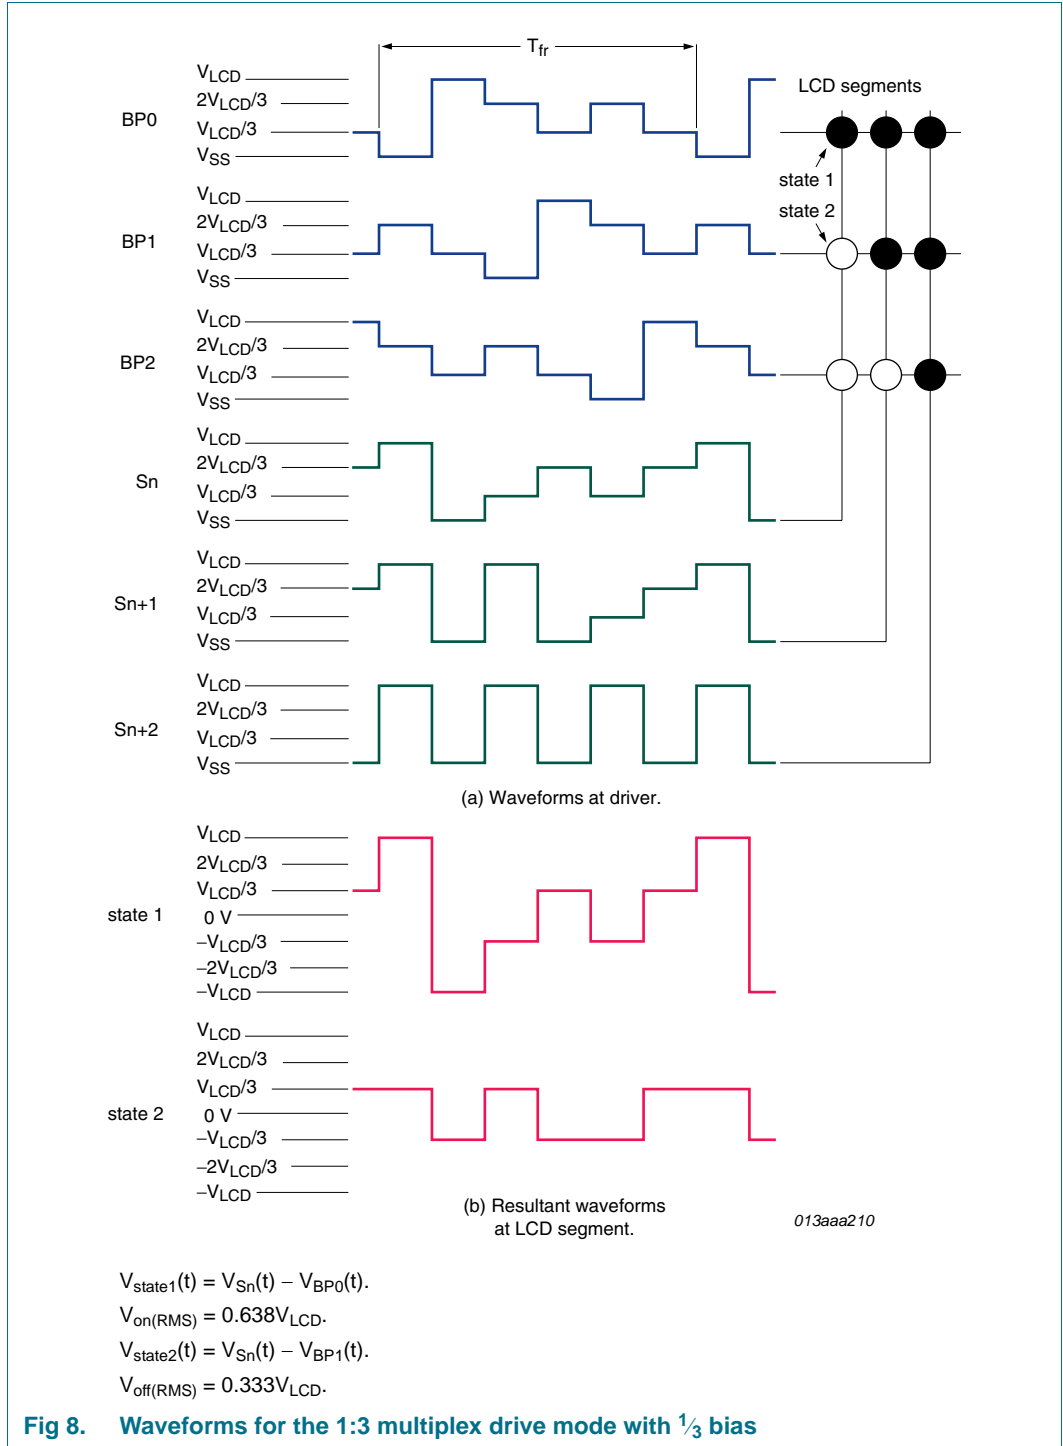 Tfr
VLCD
2VLCD/3
BP0
VLCD/3
VSS
LCD segments
state 1
state 2
VLCD
2VLCD/3
BP1
VLCD/3
VSS
VLCD
2VLCD/3
BP2
VLCD/3
VSS
VLCD
2VLCD/3
Sn
VLCD/3
VSS
VLCD
2VLCD/3
Sn+1
VLCD/3
VSS
VLCD
2VLCD/3
Sn+2
VLCD/3
VSS
(a) Waveforms at driver.
VLCD
2VLCD/3
VLCD/3
state 1
0 V
−VLCD/3
−2VLCD/3
−VLCD
VLCD
2VLCD/3
VLCD/3
state 2
0 V
−VLCD/3
−2VLCD/3
−VLCD
(b) Resultant waveforms
at LCD segment.
013aaa210
Vstate1(t) = VSn(t) − VBP0(t).
Von(RMS) = 0.638VLCD.
Vstate2(t) = VSn(t) − VBP1(t).
Voff(RMS) = 0.333VLCD.
Fig 8. Waveforms for the 1:3 multiplex drive mode with 1⁄3 bias